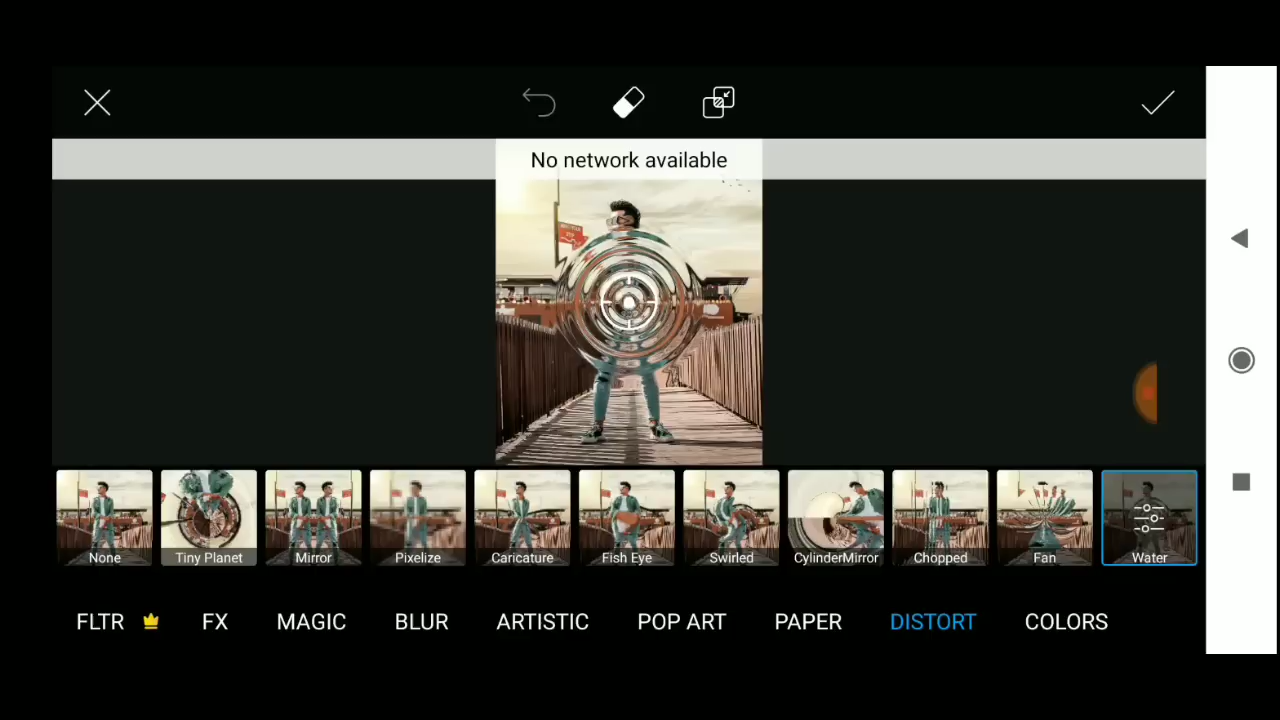 No network available
None Tiny Planet Mirror Pixelize Caricature Fish Eye Swirled CylinderMirror Chopped Fan Water
FLTR FX MAGIC BLUR ARTISTIC POP ART PAPER DISTORT COLORS